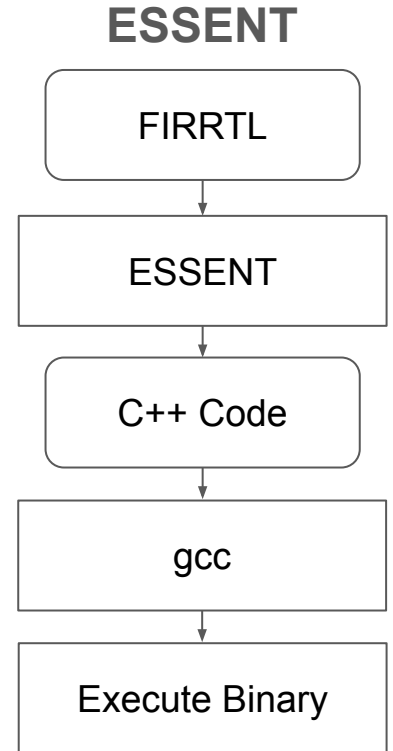 ESSENT
FIRRTL
ESSENT
C++ Code
gcc
Execute Binary